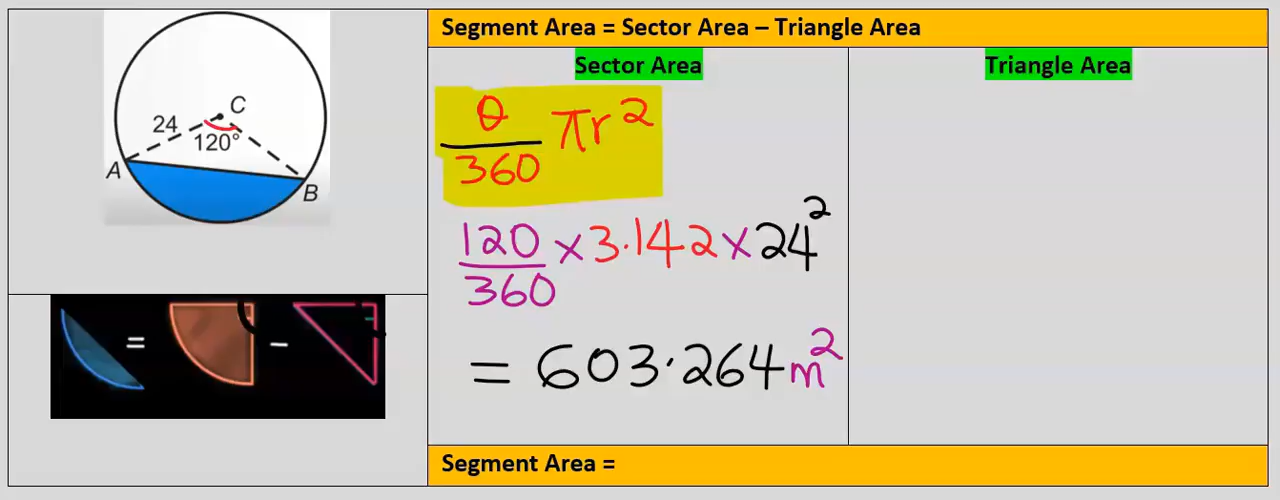 C
24
120°
A
B
= -
Segment Area = Sector Area – Triangle Area
Sector Area
θ/360 πr²
120/360 × 3.142 × 24²
= 603.264m²
Triangle Area
Segment Area =